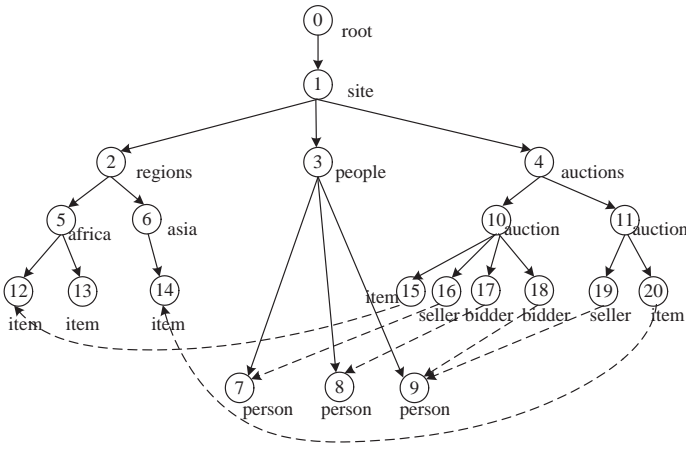 0
root
1
site
2
regions
3
people
4
auctions
5
africa
6
asia
10
auction
11
auction
12
item
13
item
14
item
item
15
16
seller
17
bidder
18
bidder
19
seller
20
item
7
person
8
person
9
person